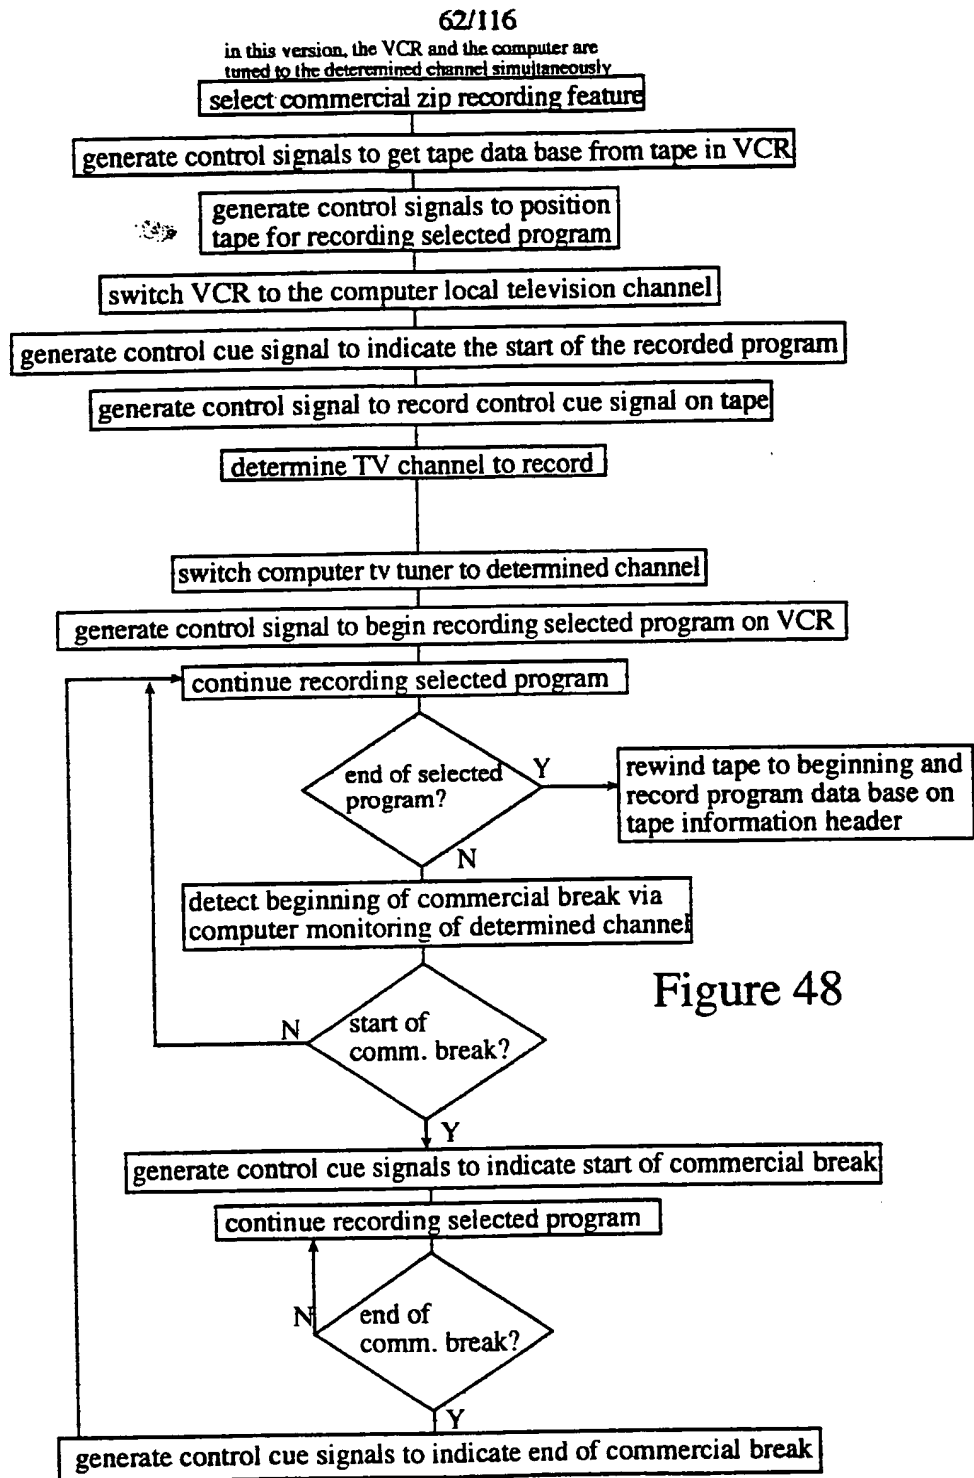 62/116
in this version, the VCR and the computer are
tuned to the deteremined channel simultaneously
select commercial zip recording feature
generate control signals to get tape data base from tape in VCR
generate control signals to position
tape for recording selected program
switch VCR to the computer local television channel
generate control cue signal to indicate the start of the recorded program
generate control signal to record control cue signal on tape
determine TV channel to record
switch computer tv tuner to determined channel
generate control signal to begin recording selected program on VCR
continue recording selected program
end of selected
program?
Y
rewind tape to beginning and
record program data base on
tape information header
N
detect beginning of commercial break via
computer monitoring of determined channel
Figure 48
N
start of
comm. break?
Y
generate control cue signals to indicate start of commercial break
continue recording selected program
N
end of
comm. break?
Y
generate control cue signals to indicate end of commercial break